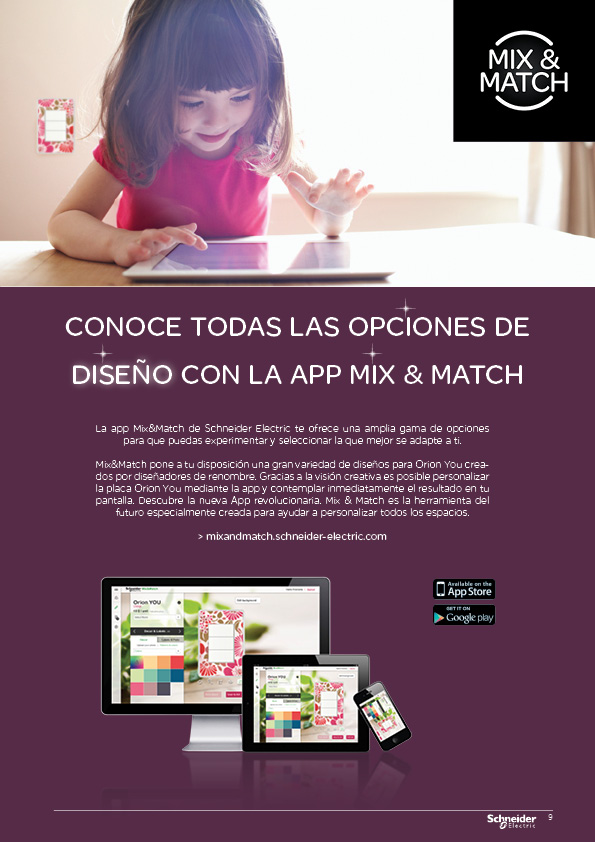 MIX &
MATCH
CONOCE TODAS LAS OPCIONES DE
DISEÑO CON LA APP MIX & MATCH
La app Mix&Match de Schneider Electric te ofrece una amplia gama de opciones
para que puedas experimentar y seleccionar la que mejor se adapte a ti.
Mix&Match pone a tu disposición una gran variedad de diseños para Orion You crea-
dos por diseñadores de renombre. Gracias a la visión creativa es posible personalizar
la placa Orion You mediante la app y contemplar inmediatamente el resultado en tu
pantalla. Descubre la nueva App revolucionaria. Mix & Match es la herramienta del
futuro especialmente creada para ayudar a personalizar todos los espacios.
> mixandmatch.schneider-electric.com
Available on the
App Store
GET IT ON
Google play
Orion YOU
Orion YOU
Schneider
Electric
9